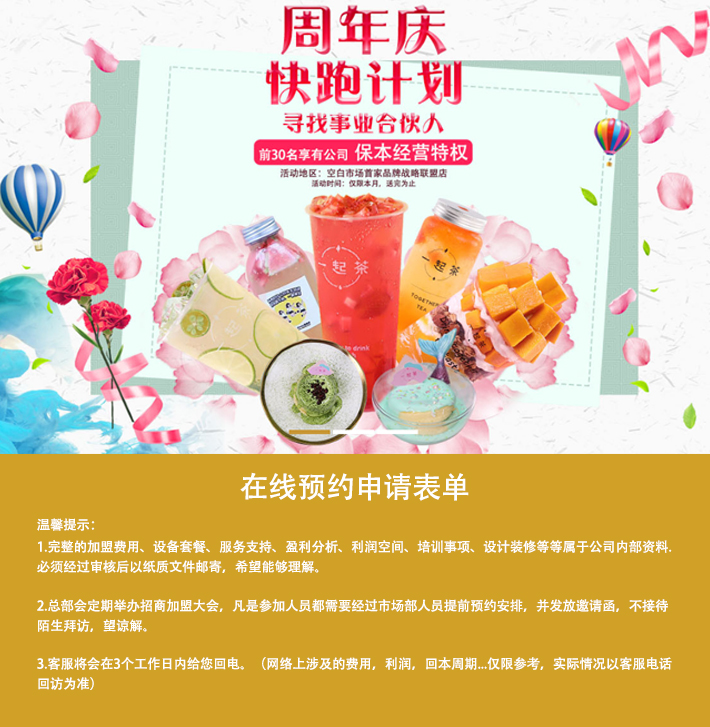 周年庆
快跑计划
寻找事业合伙人
前30名享有公司 保本经营特权
活动地区：空白市场首家品牌战略联盟店
活动时间：仅限本月，送完为止
一起茶
一起茶
TOGETHER
TEA
to drink
在线预约申请表单
温馨提示：
1.完整的加盟费用、设备套餐、服务支持、盈利分析、利润空间、培训事项、设计装修等等属于公司内部资料.
必须经过审核后以纸质文件邮寄，希望能够理解。
2.总部会定期举办招商加盟大会，凡是参加人员都需要经过市场部人员提前预约安排，并发放邀请函，不接待
陌生拜访，望谅解。
3.客服将会在3个工作日内给您回电。（网络上涉及的费用，利润，回本周期...仅限参考，实际情况以客服电话
回访为准）